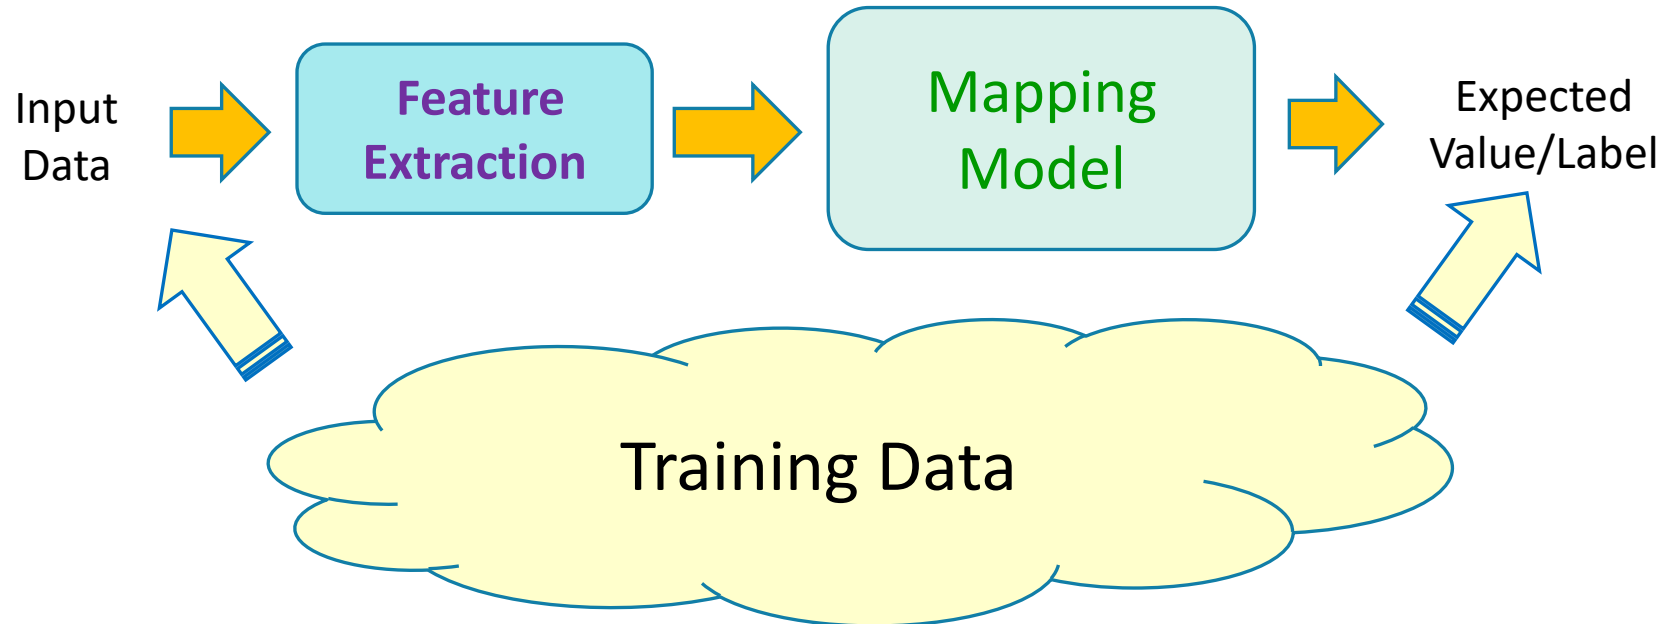 Input
Data
Feature
Extraction
Mapping
Model
Expected
Value/Label
Training Data